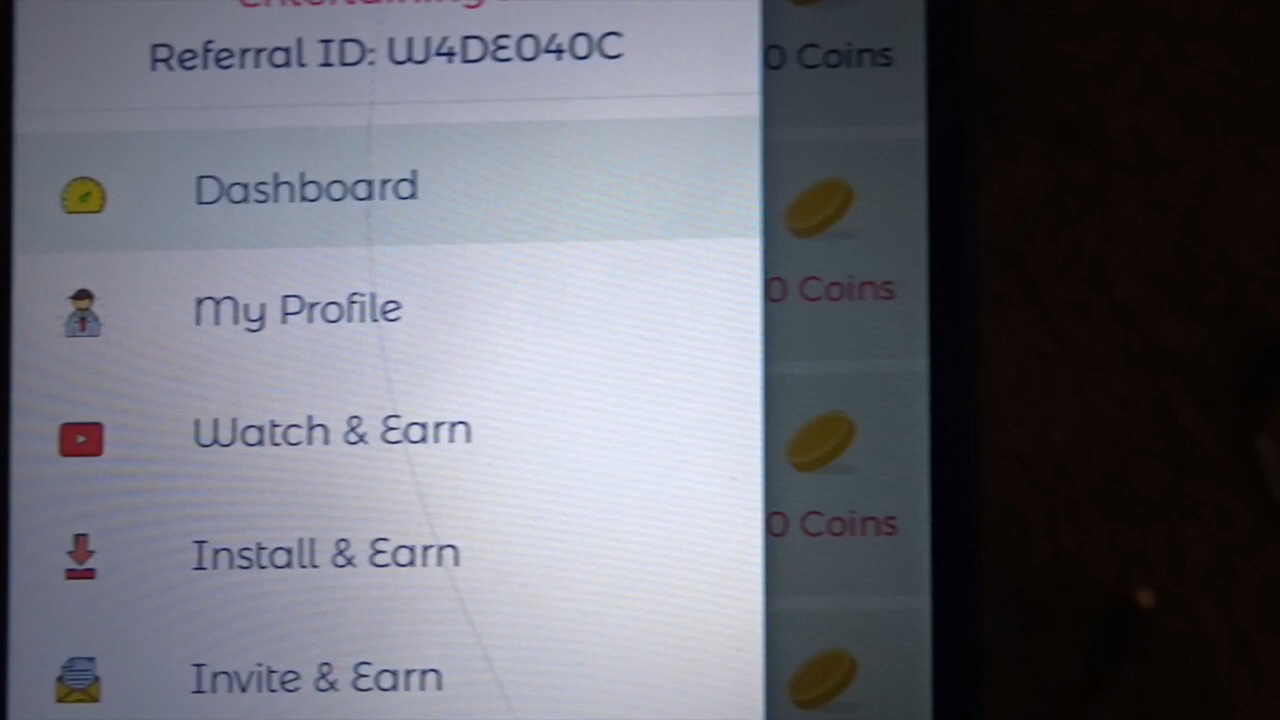 Referral ID: W4DE040C
0 Coins
Dashboard
0 Coins
My Profile
Watch & Earn
0 Coins
Install & Earn
Invite & Earn